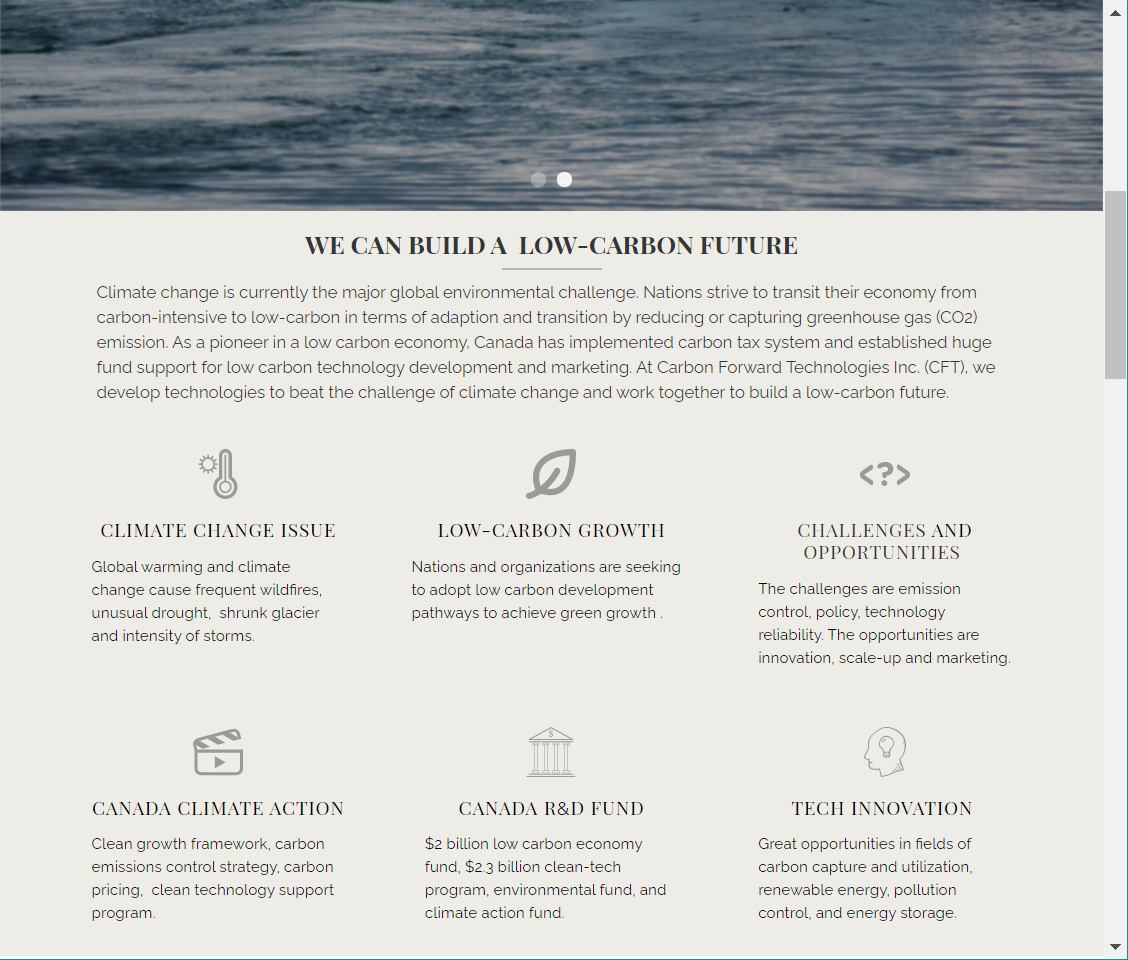 WE CAN BUILD A  LOW-CARBON FUTURE
Climate change is currently the major global environmental challenge. Nations strive to transit their economy from
carbon-intensive to low-carbon in terms of adaption and transition by reducing or capturing greenhouse gas (CO2)
emission. As a pioneer in a low carbon economy, Canada has implemented carbon tax system and established huge
fund support for low carbon technology development and marketing. At Carbon Forward Technologies Inc. (CFT), we
develop technologies to beat the challenge of climate change and work together to build a low-carbon future.
<?>
CLIMATE CHANGE ISSUE
Global warming and climate
change cause frequent wildfires,
unusual drought,  shrunk glacier
and intensity of storms.
LOW-CARBON GROWTH
Nations and organizations are seeking
to adopt low carbon development
pathways to achieve green growth .
CHALLENGES AND
OPPORTUNITIES
The challenges are emission
control, policy, technology
reliability. The opportunities are
innovation, scale-up and marketing.
$
CANADA CLIMATE ACTION
Clean growth framework, carbon
emissions control strategy, carbon
pricing,  clean technology support
program.
CANADA R&D FUND
$2 billion low carbon economy
fund, $2.3 billion clean-tech
program, environmental fund, and
climate action fund.
TECH INNOVATION
Great opportunities in fields of
carbon capture and utilization,
renewable energy, pollution
control, and energy storage.